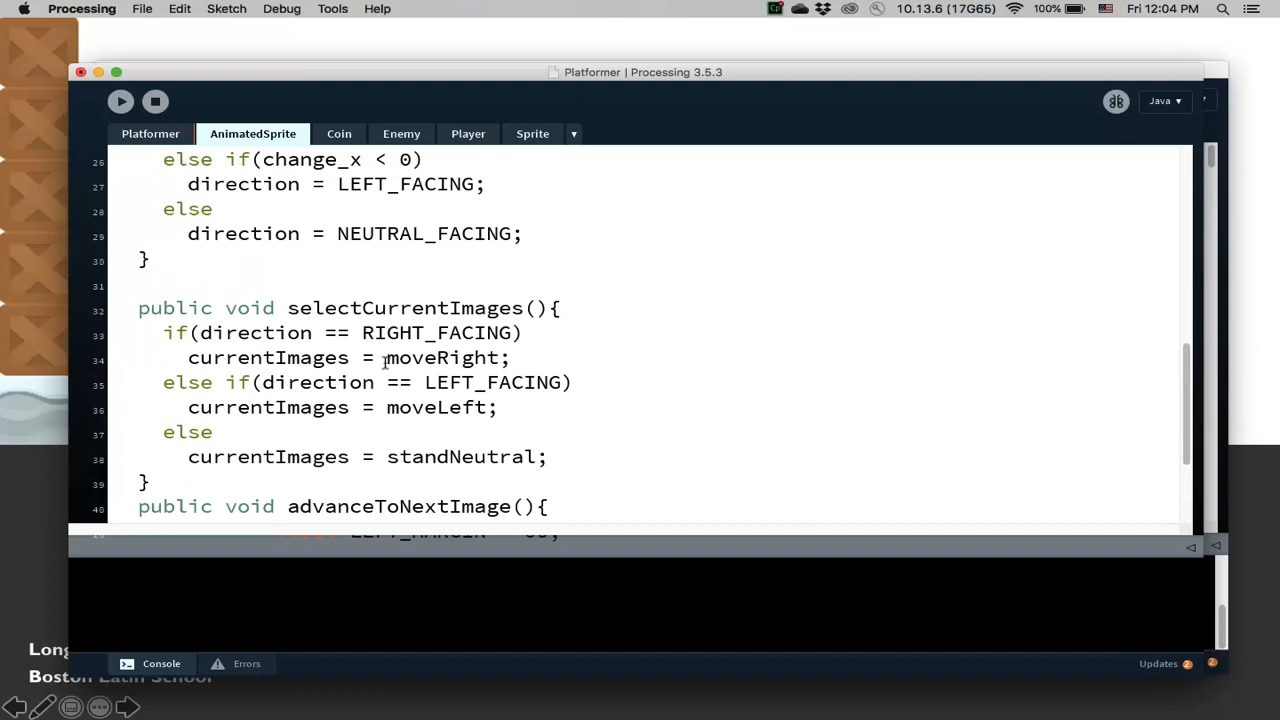 Processing File Edit Sketch Debug Tools Help Cp 10.13.6 (17G65) 100% Fri 12:04 PM
Platformer | Processing 3.5.3
Java ▾
Platformer AnimatedSprite Coin Enemy Player Sprite ▾
26 else if(change_x < 0)
27 direction = LEFT_FACING;
28 else
29 direction = NEUTRAL_FACING;
30 }
31
32 public void selectCurrentImages(){
33 if(direction == RIGHT_FACING)
34 currentImages = moveRight;
35 else if(direction == LEFT_FACING)
36 currentImages = moveLeft;
37 else
38 currentImages = standNeutral;
39 }
40 public void advanceToNextImage(){
Console Errors Updates 2 2
Long
Boston Latin School